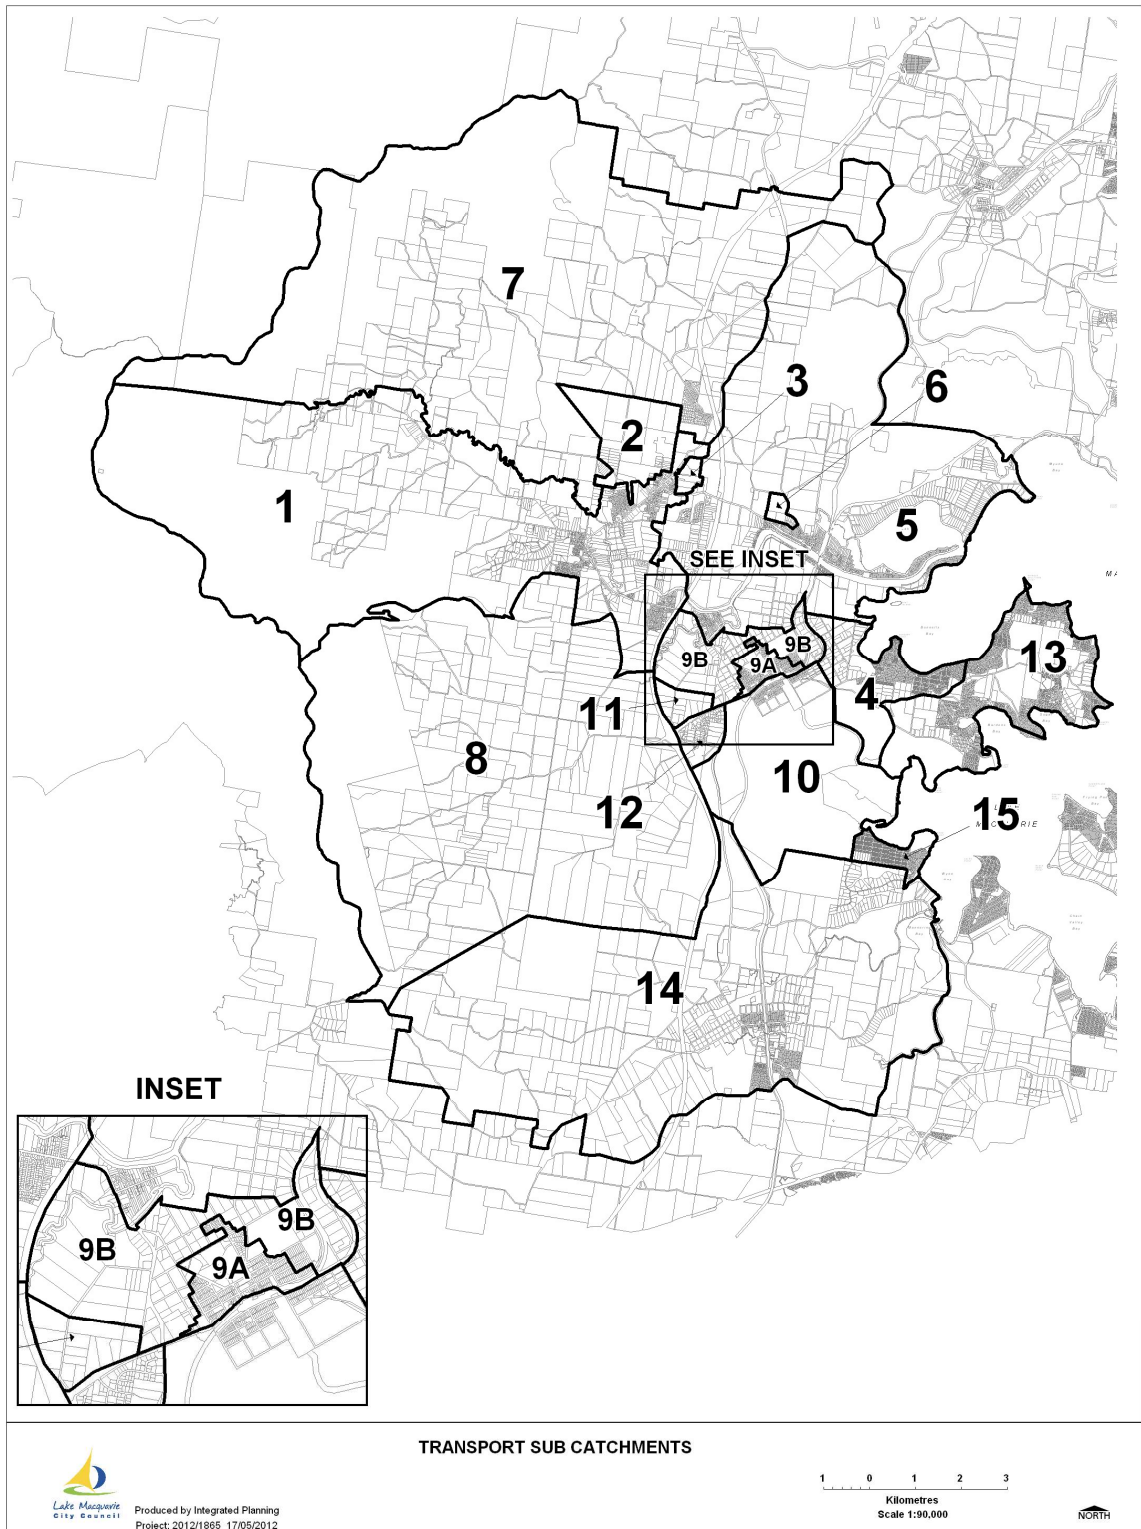 7
3
6
2
1
5
SEE INSET
9B
9B
9A
13
4
11
8
10
12
15
14
INSET
9B
9B
9A
TRANSPORT SUB CATCHMENTS
Lake Macquarie
City Council
Produced by Integrated Planning
Project: 2012/1865 17/05/2012
1 0 1 2 3
Kilometres
Scale 1:90,000
NORTH